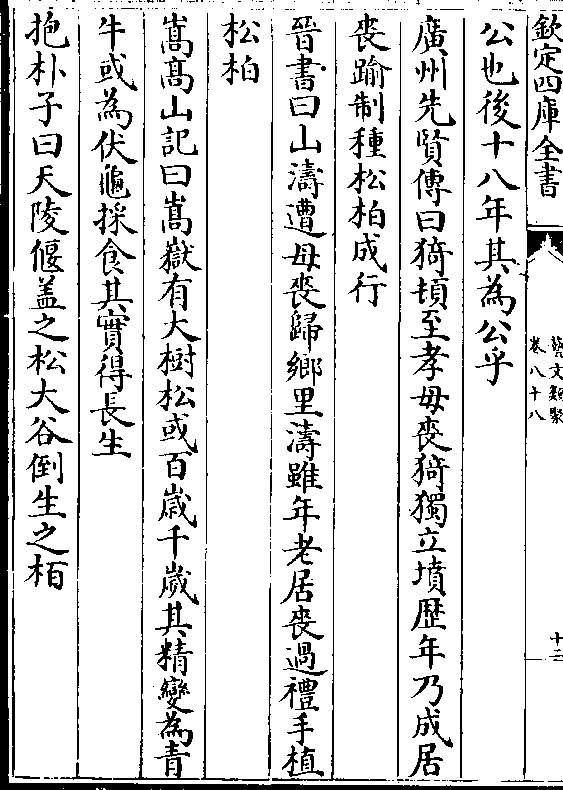 欽定四庫全書
藝文類聚
卷八十八
十二
公也後十八年其為公乎
廣州先賢傳曰猗頓至孝母喪猗獨立墳歷年乃成居
喪踰制種松柏成行
晉書曰山濤遭母喪歸鄉里濤雖年老居喪過禮手植
松柏
嵩髙山記曰嵩嶽有大樹松或百歲千歲其精變為青
牛或為伏龜採食其實得長生
抱朴子曰天陵偃盖之松大谷倒生之栢